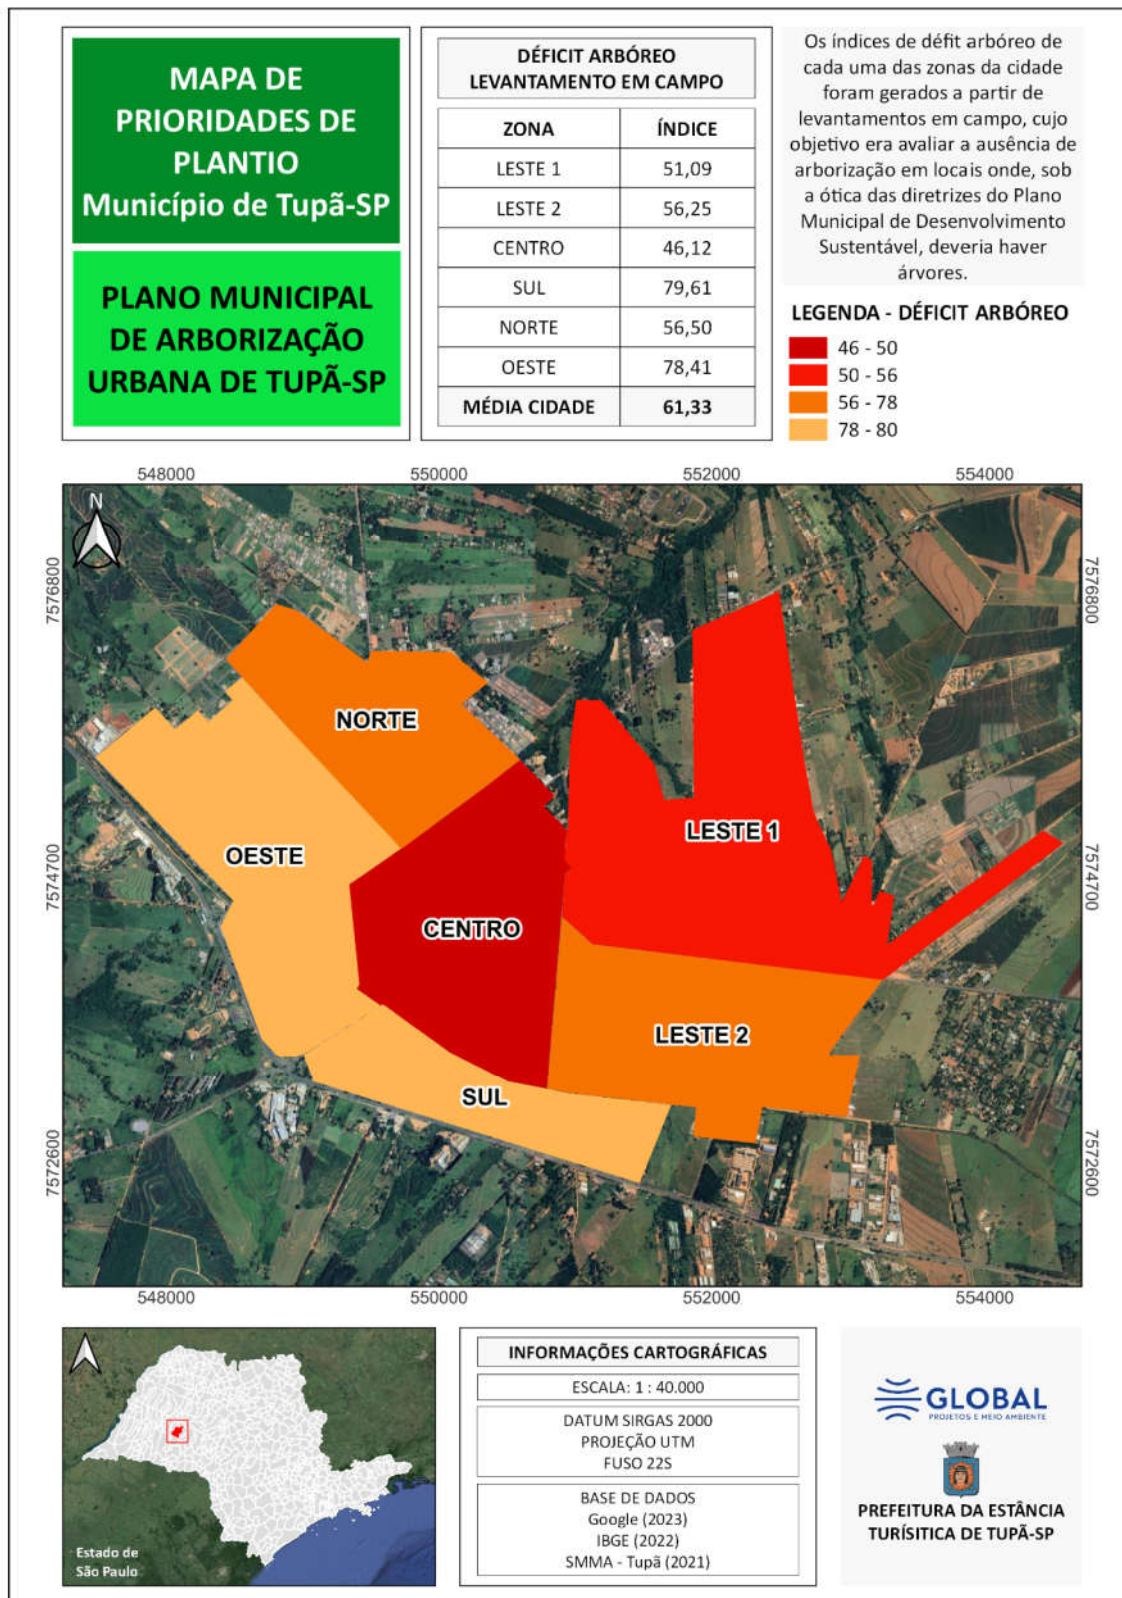 MAPA DE
PRIORIDADES DE
PLANTIO
Município de Tupã-SP
PLANO MUNICIPAL
DE ARBORIZAÇÃO
URBANA DE TUPÃ-SP
DÉFICIT ARBÓREO
LEVANTAMENTO EM CAMPO
ZONA ÍNDICE
LESTE 1 51,09
LESTE 2 56,25
CENTRO 46,12
SUL 79,61
NORTE 56,50
OESTE 78,41
MÉDIA CIDADE 61,33
Os índices de défit arbóreo de
cada uma das zonas da cidade
foram gerados a partir de
levantamentos em campo, cujo
objetivo era avaliar a ausência de
arborização em locais onde, sob
a ótica das diretrizes do Plano
Municipal de Desenvolvimento
Sustentável, deveria haver
árvores.
LEGENDA - DÉFICIT ARBÓREO
46 - 50
50 - 56
56 - 78
78 - 80
548000 550000 552000 554000
N
7576800 7576800
NORTE
LESTE 1
OESTE
7574700 7574700
CENTRO
LESTE 2
SUL
7572600 7572600
548000 550000 552000 554000
Estado de
São Paulo
INFORMAÇÕES CARTOGRÁFICAS
ESCALA: 1 : 40.000
DATUM SIRGAS 2000
PROJEÇÃO UTM
FUSO 22S
BASE DE DADOS
Google (2023)
IBGE (2022)
SMMA - Tupã (2021)
GLOBAL
PROJETOS E MEIO AMBIENTE
PREFEITURA DA ESTÂNCIA
TURÍSITICA DE TUPÃ-SP